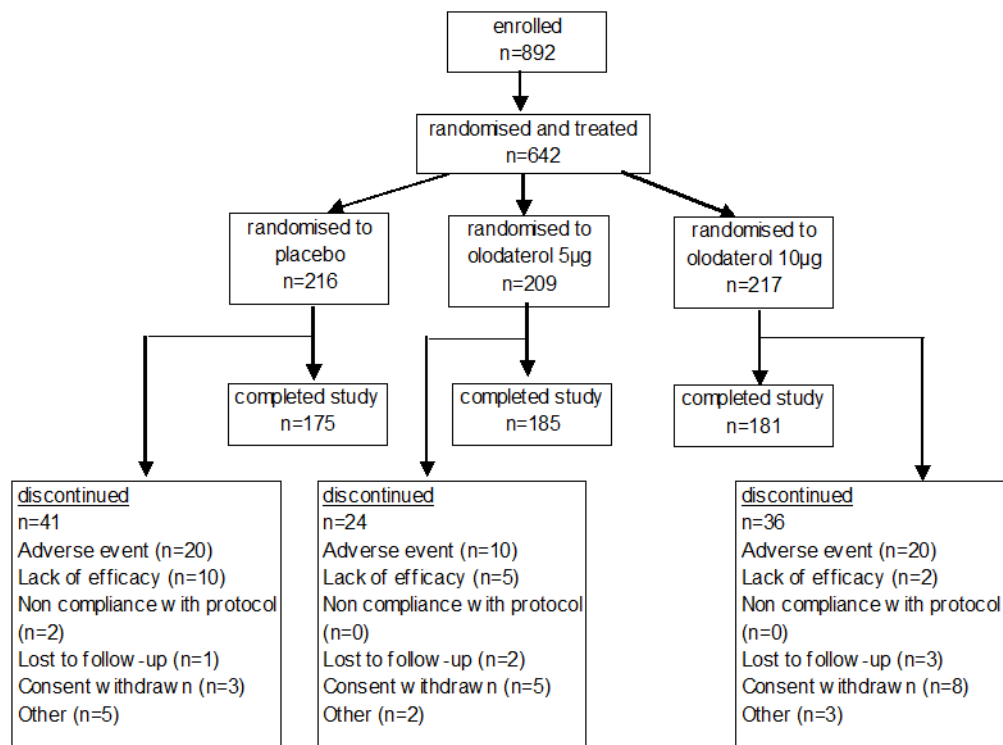 enrolled
n=892
randomised and treated
n=642
randomised to
placebo
n=216
randomised to
olodaterol 5µg
n=209
randomised to
olodaterol 10µg
n=217
completed study
n=175
completed study
n=185
completed study
n=181
discontinued
n=41
Adverse event (n=20)
Lack of efficacy (n=10)
Non compliance with protocol
(n=2)
Lost to follow-up (n=1)
Consent withdrawn (n=3)
Other (n=5)
discontinued
n=24
Adverse event (n=10)
Lack of efficacy (n=5)
Non compliance with protocol
(n=0)
Lost to follow-up (n=2)
Consent withdrawn (n=5)
Other (n=2)
discontinued
n=36
Adverse event (n=20)
Lack of efficacy (n=2)
Non compliance with protocol
(n=0)
Lost to follow-up (n=3)
Consent withdrawn (n=8)
Other (n=3)